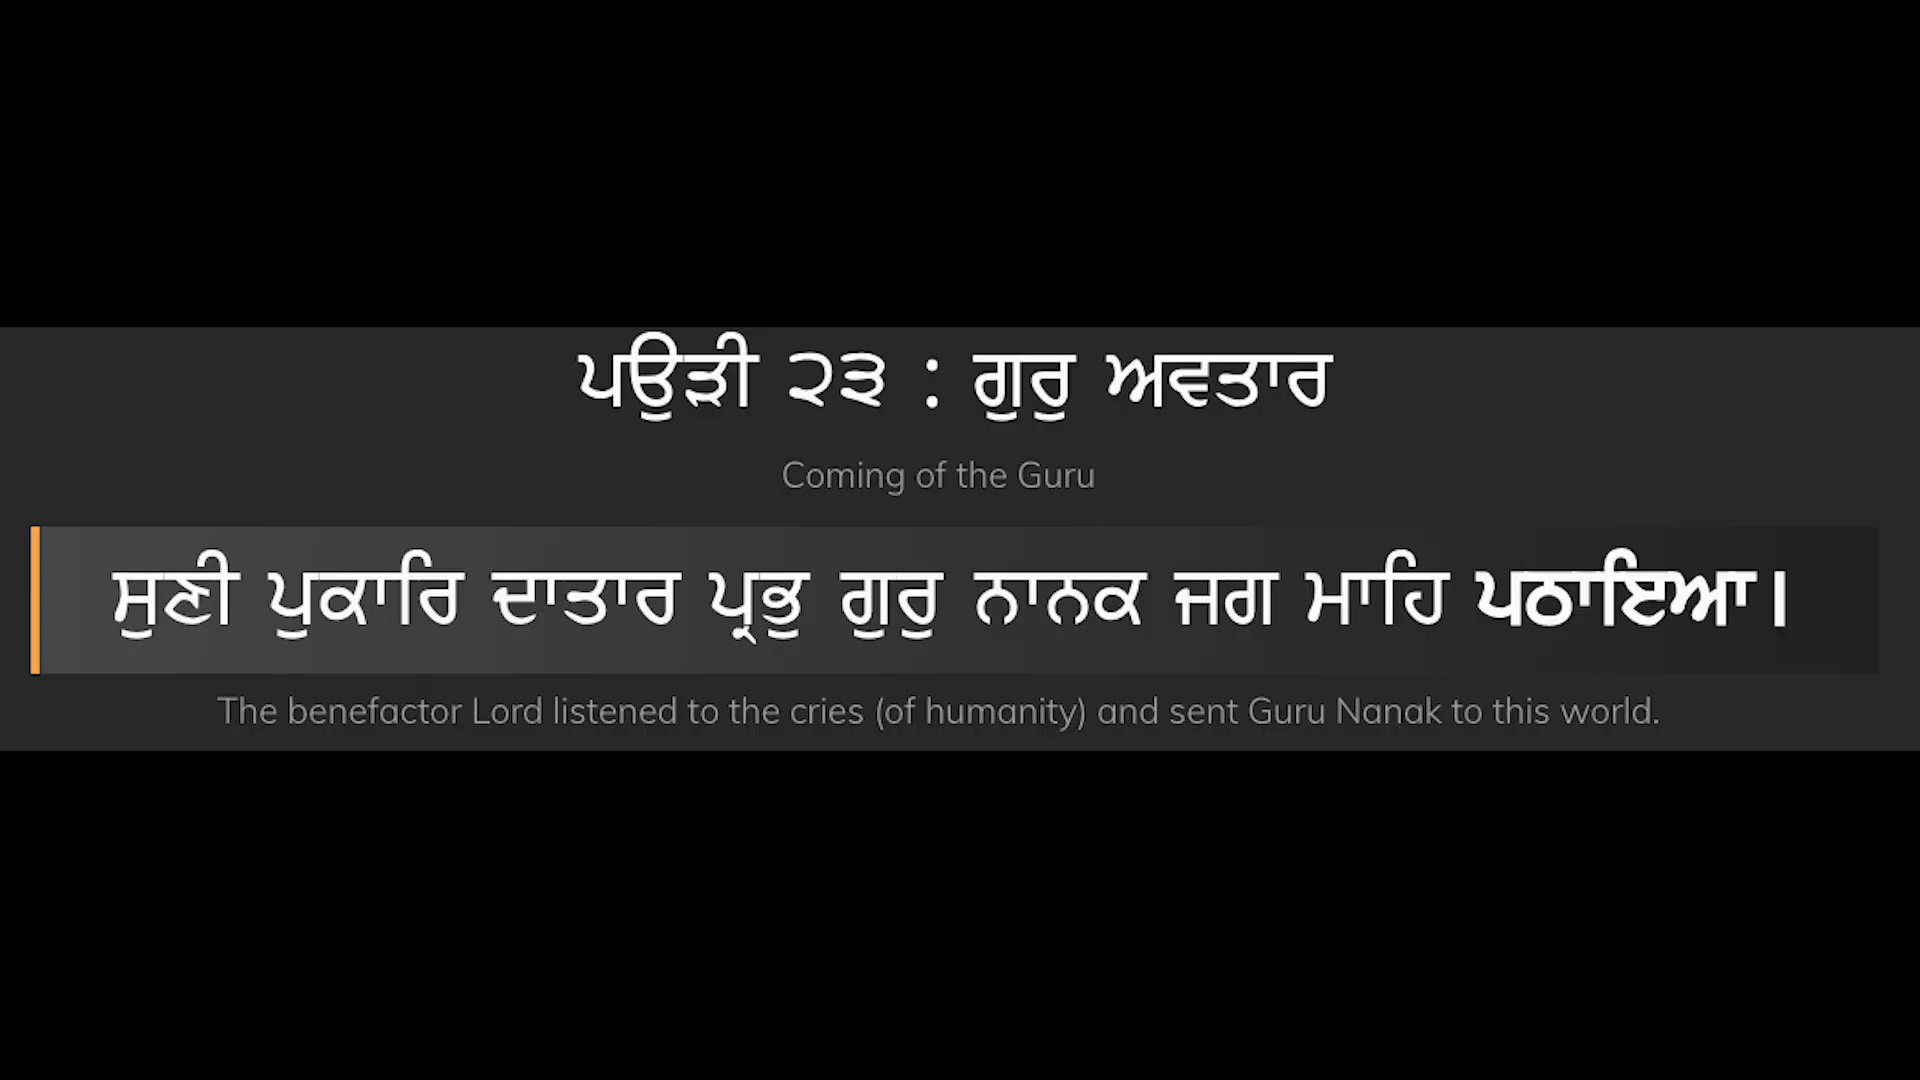 ਪਉੜੀ ੨੩ : ਗੁਰੁ ਅਵਤਾਰ
Coming of the Guru
ਸੁਣੀ ਪੁਕਾਰਿ ਦਾਤਾਰ ਪ੍ਰਭੁ ਗੁਰੁ ਨਾਨਕ ਜਗ ਮਾਹਿ ਪਠਾਇਆ।
The benefactor Lord listened to the cries (of humanity) and sent Guru Nanak to this world.